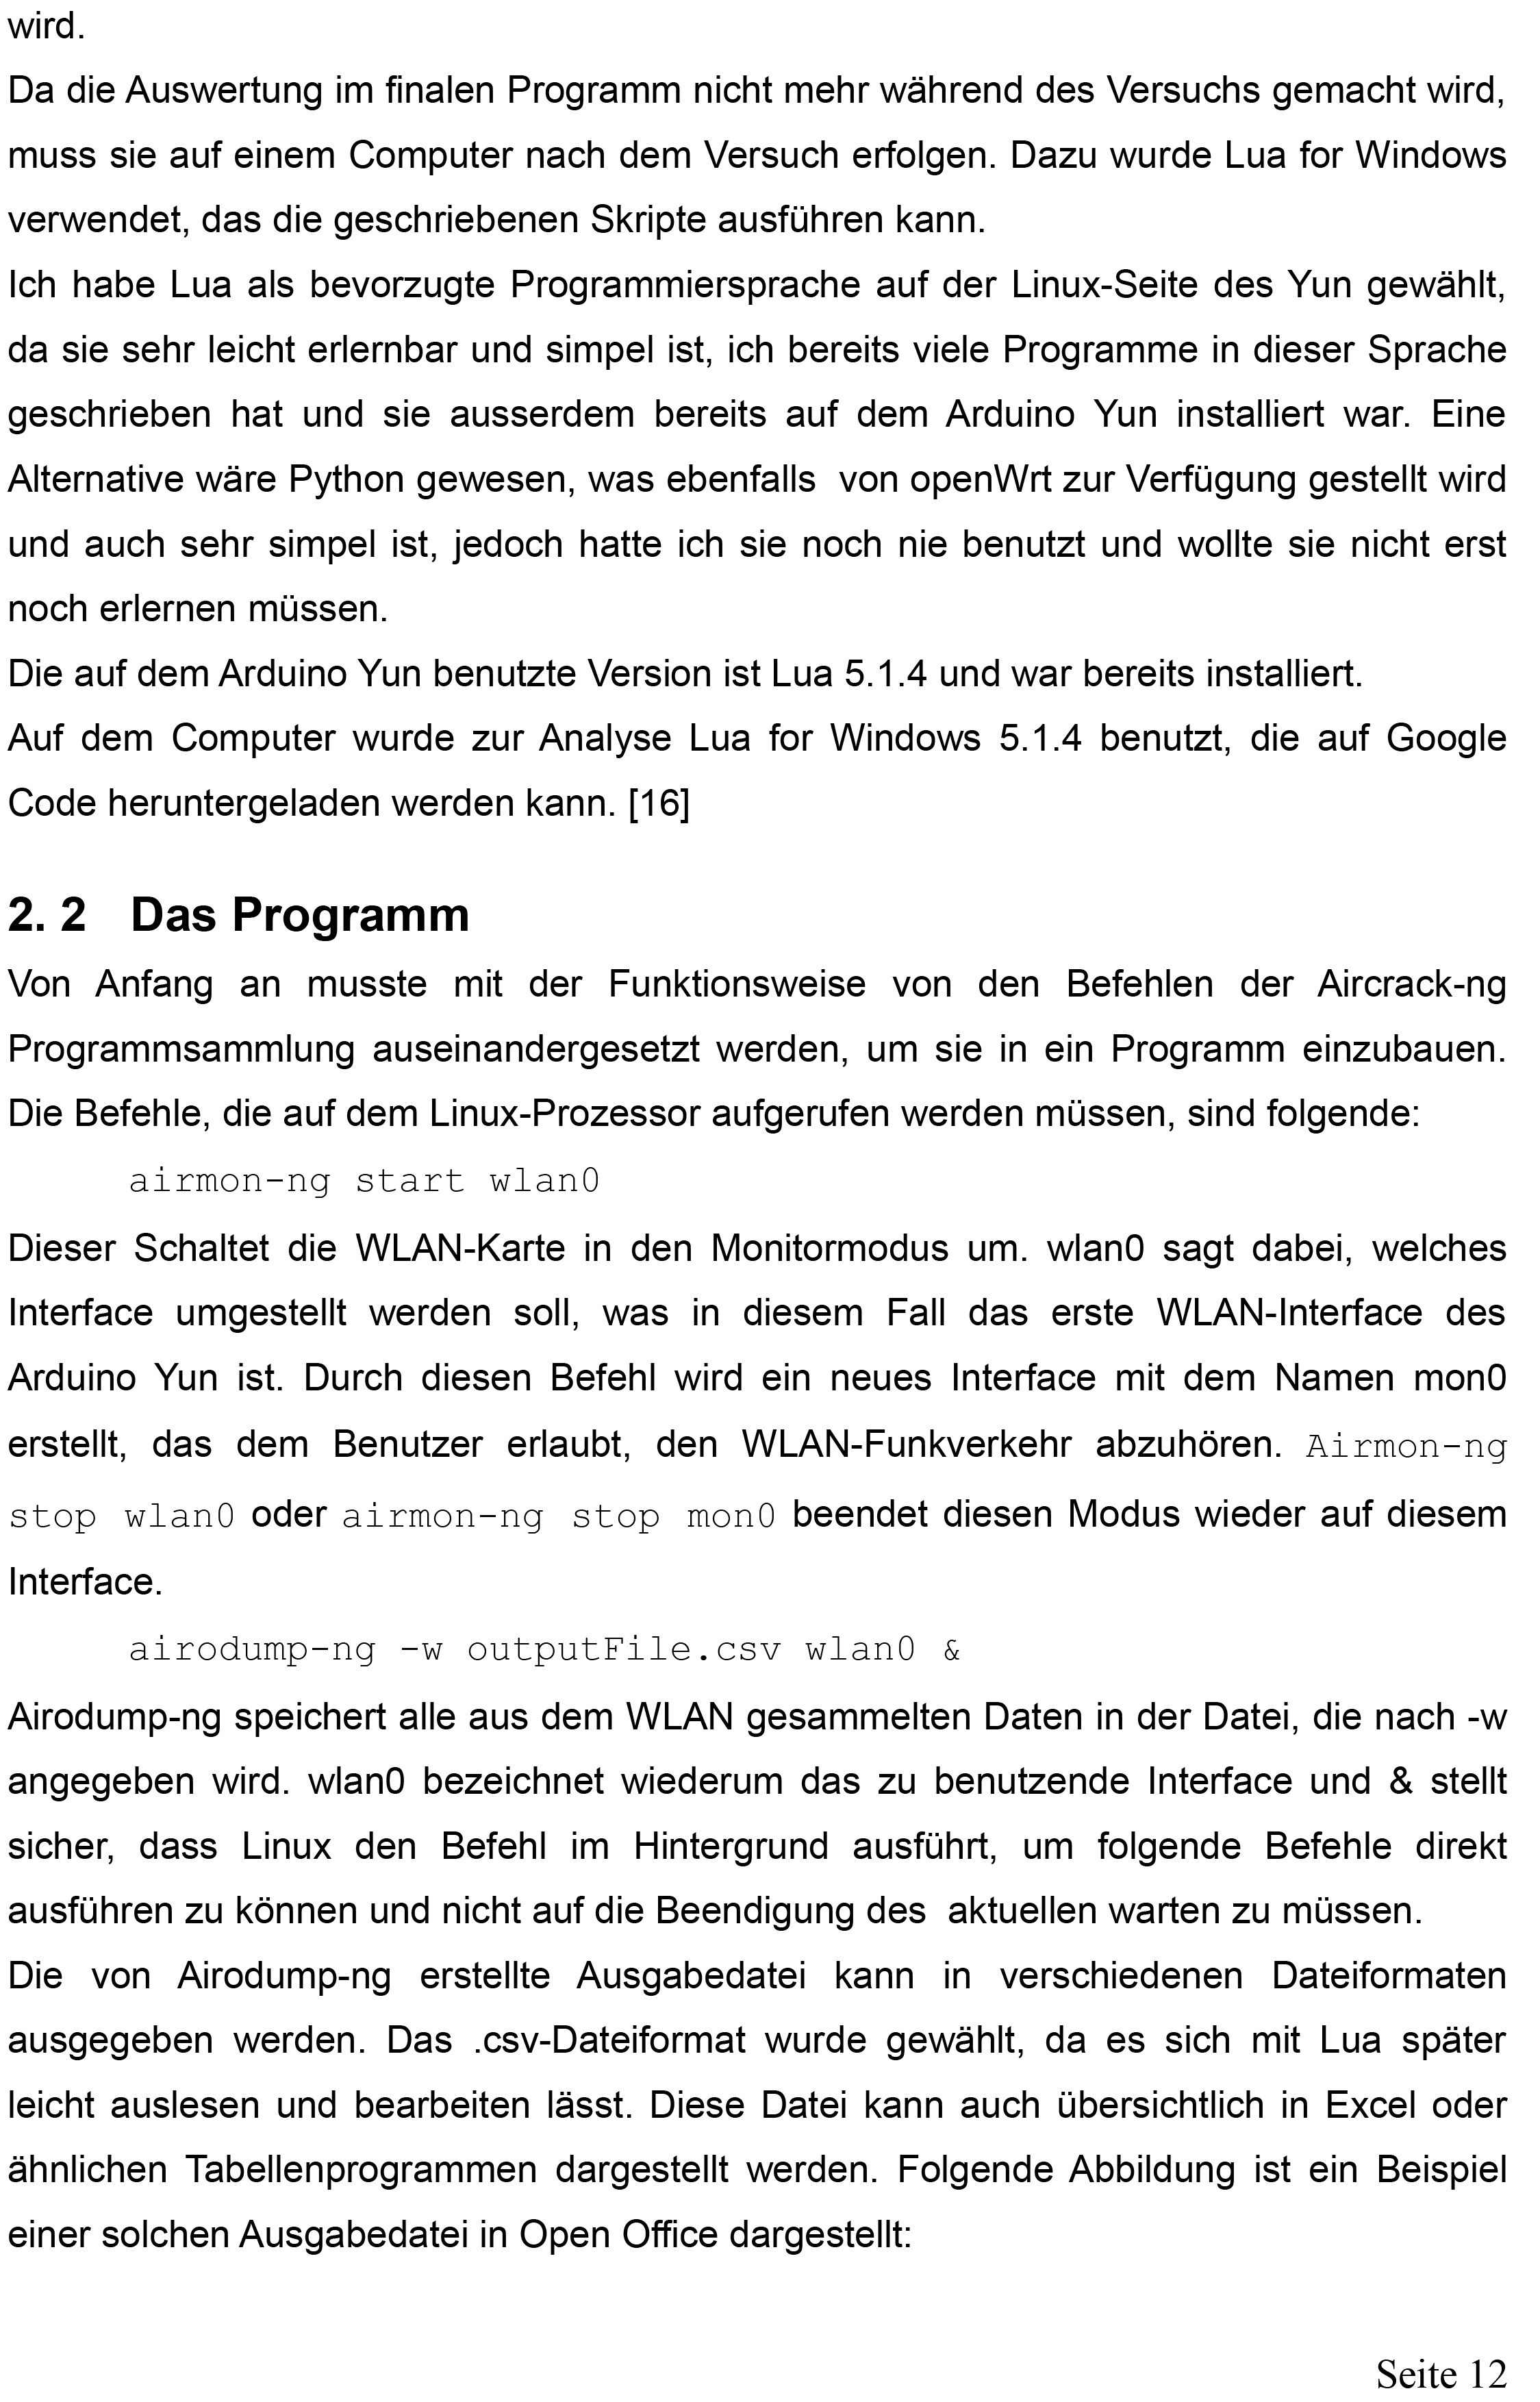 wird.
Da die Auswertung im finalen Programm nicht mehr während des Versuchs gemacht wird,
muss sie auf einem Computer nach dem Versuch erfolgen. Dazu wurde Lua for Windows
verwendet, das die geschriebenen Skripte ausführen kann.
Ich habe Lua als bevorzugte Programmiersprache auf der Linux-Seite des Yun gewählt,
da sie sehr leicht erlernbar und simpel ist, ich bereits viele Programme in dieser Sprache
geschrieben hat und sie ausserdem bereits auf dem Arduino Yun installiert war. Eine
Alternative wäre Python gewesen, was ebenfalls  von openWrt zur Verfügung gestellt wird
und auch sehr simpel ist, jedoch hatte ich sie noch nie benutzt und wollte sie nicht erst
noch erlernen müssen.
Die auf dem Arduino Yun benutzte Version ist Lua 5.1.4 und war bereits installiert.
Auf dem Computer wurde zur Analyse Lua for Windows 5.1.4 benutzt, die auf Google
Code heruntergeladen werden kann. [16]
2. 2 Das Programm
Von Anfang an musste mit der Funktionsweise von den Befehlen der Aircrack-ng
Programmsammlung auseinandergesetzt werden, um sie in ein Programm einzubauen.
Die Befehle, die auf dem Linux-Prozessor aufgerufen werden müssen, sind folgende:
airmon-ng start wlan0
Dieser Schaltet die WLAN-Karte in den Monitormodus um. wlan0 sagt dabei, welches
Interface umgestellt werden soll, was in diesem Fall das erste WLAN-Interface des
Arduino Yun ist. Durch diesen Befehl wird ein neues Interface mit dem Namen mon0
erstellt, das dem Benutzer erlaubt, den WLAN-Funkverkehr abzuhören. Airmon-ng
stop wlan0 oder airmon-ng stop mon0 beendet diesen Modus wieder auf diesem
Interface.
airodump-ng -w outputFile.csv wlan0 &
Airodump-ng speichert alle aus dem WLAN gesammelten Daten in der Datei, die nach -w
angegeben wird. wlan0 bezeichnet wiederum das zu benutzende Interface und & stellt
sicher, dass Linux den Befehl im Hintergrund ausführt, um folgende Befehle direkt
ausführen zu können und nicht auf die Beendigung des  aktuellen warten zu müssen.
Die von Airodump-ng erstellte Ausgabedatei kann in verschiedenen Dateiformaten
ausgegeben werden. Das .csv-Dateiformat wurde gewählt, da es sich mit Lua später
leicht auslesen und bearbeiten lässt. Diese Datei kann auch übersichtlich in Excel oder
ähnlichen Tabellenprogrammen dargestellt werden. Folgende Abbildung ist ein Beispiel
einer solchen Ausgabedatei in Open Office dargestellt:
Seite 12